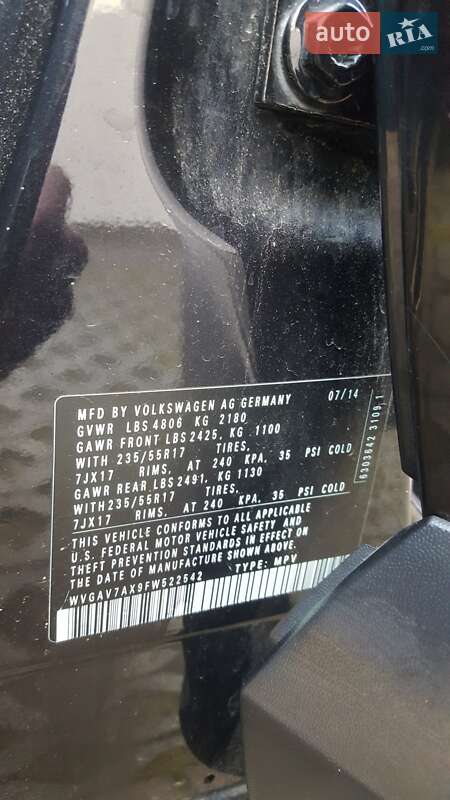 auto RIA .com
MFD BY VOLKSWAGEN AG GERMANY 07/14
GVWR LBS 4806 KG 2180
GAWR FRONT LBS 2425, KG 1100
WITH 235/55R17 TIRES,
7JX17 RIMS, AT 240 KPA, 35 PSI COLD
GAWR REAR LBS 2491, KG 1130
WITH 235/55R17 TIRES,
7JX17 RIMS, AT 240 KPA, 35 PSI COLD
THIS VEHICLE CONFORMS TO ALL APPLICABLE
U.S. FEDERAL MOTOR VEHICLE SAFETY AND
THEFT PREVENTION STANDARDS IN EFFECT ON
THE DATE OF MANUFACTURE SHOWN ABOVE.
WVGAV7AX9FW522542 TYPE: MPV
6303642 3109 1